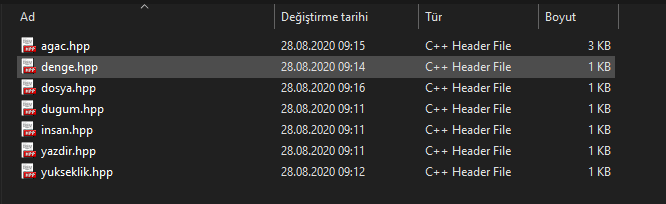 Ad Değiştirme tarihi Tür Boyut
agac.hpp 28.08.2020 09:15 C++ Header File 3 KB
denge.hpp 28.08.2020 09:14 C++ Header File 1 KB
dosya.hpp 28.08.2020 09:16 C++ Header File 1 KB
dugum.hpp 28.08.2020 09:11 C++ Header File 1 KB
insan.hpp 28.08.2020 09:11 C++ Header File 1 KB
yazdir.hpp 28.08.2020 09:11 C++ Header File 1 KB
yukseklik.hpp 28.08.2020 09:12 C++ Header File 1 KB